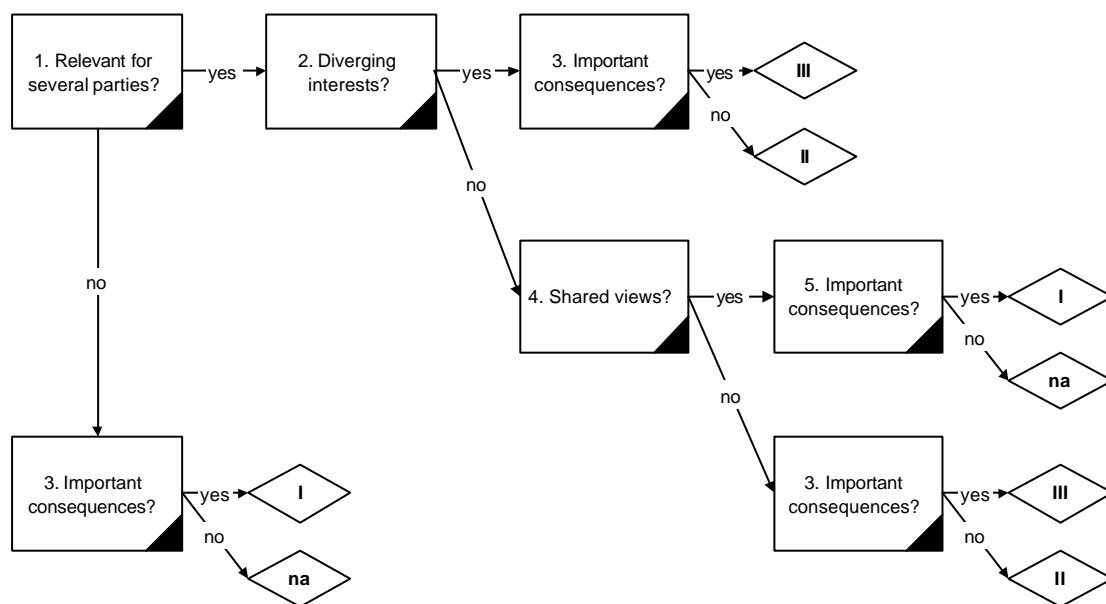 1. Relevant for
several parties?
yes
2. Diverging
interests?
yes
3. Important
consequences?
yes
III
no
II
no
no
4. Shared views?
yes
5. Important
consequences?
yes
I
no
na
no
3. Important
consequences?
yes
I
no
na
3. Important
consequences?
yes
III
no
II